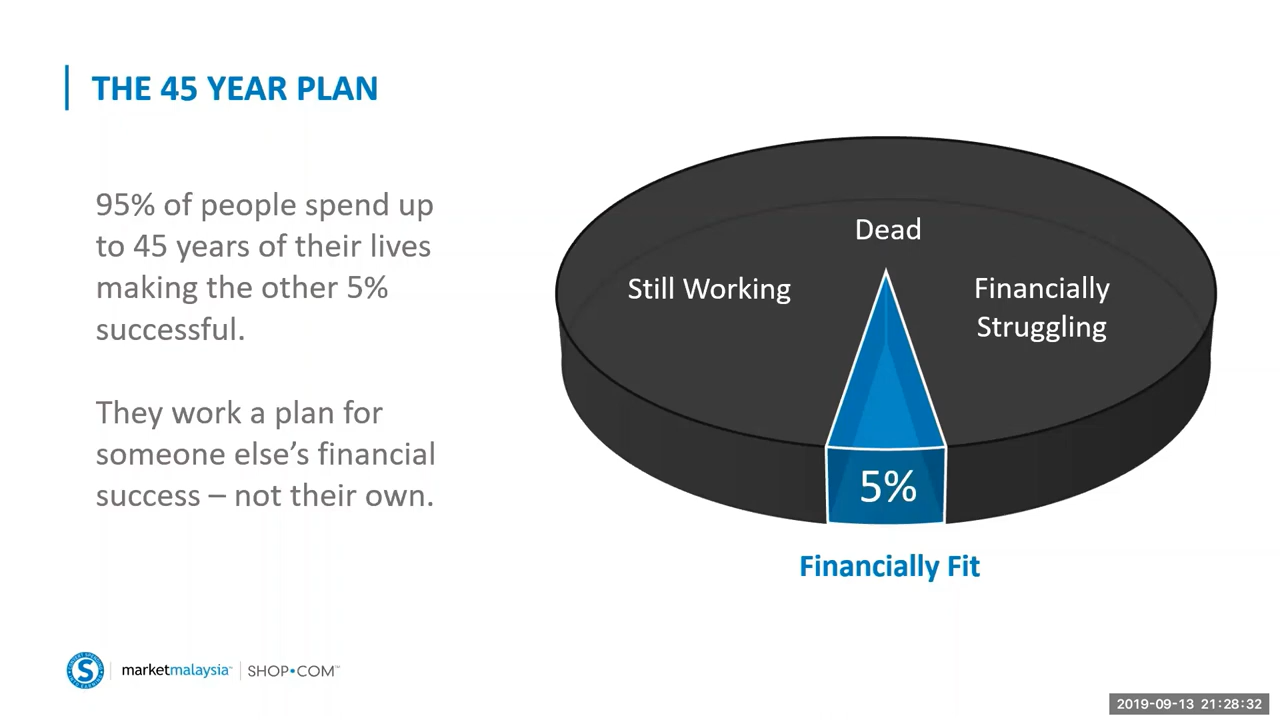 THE 45 YEAR PLAN
95% of people spend up
to 45 years of their lives
making the other 5%
successful.
They work a plan for
someone else’s financial
success – not their own.
Dead
Still Working
Financially
Struggling
5%
Financially Fit
S
marketmalaysia™ | SHOP•COM™
2019-09-13 21:28:32